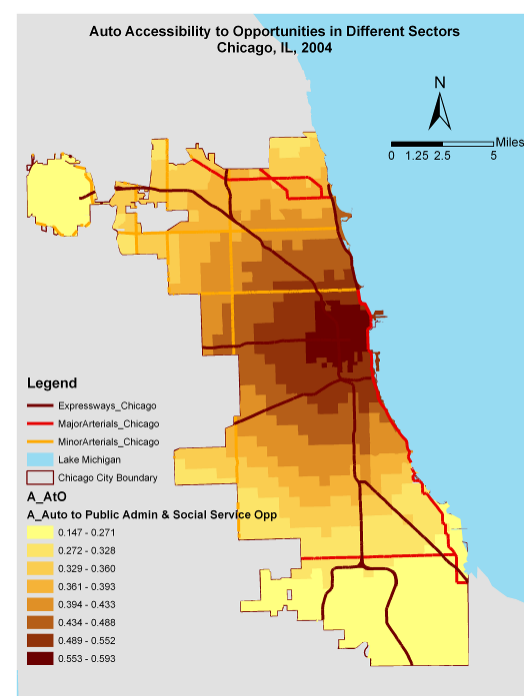 Auto Accessibility to Opportunities in Different Sectors
Chicago, IL, 2004
N
Miles
0 1.25 2.5 5
Legend
Expressways_Chicago
MajorArterials_Chicago
MinorArterials_Chicago
Lake Michigan
Chicago City Boundary
A_AtO
A_Auto to Public Admin & Social Service Opp
0.147 - 0.271
0.272 - 0.328
0.329 - 0.360
0.361 - 0.393
0.394 - 0.433
0.434 - 0.488
0.489 - 0.552
0.553 - 0.593